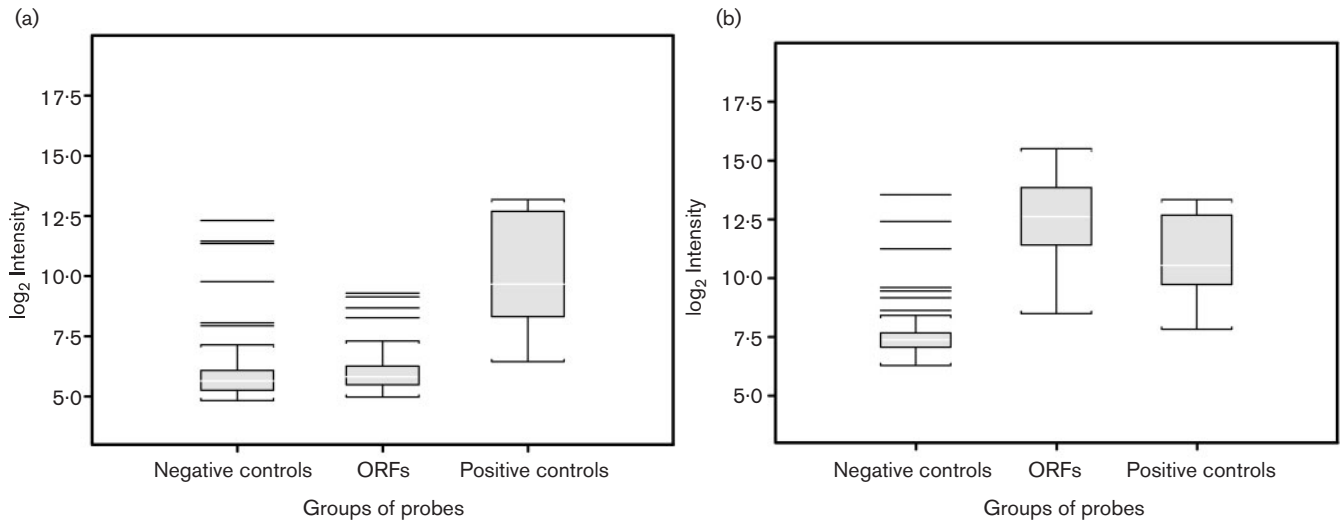 (a)
17·5
15·0
12·5
10·0
7·5
5·0
log2 Intensity
Negative controls ORFs Positive controls
Groups of probes
(b)
17·5
15·0
12·5
10·0
7·5
5·0
log2 Intensity
Negative controls ORFs Positive controls
Groups of probes